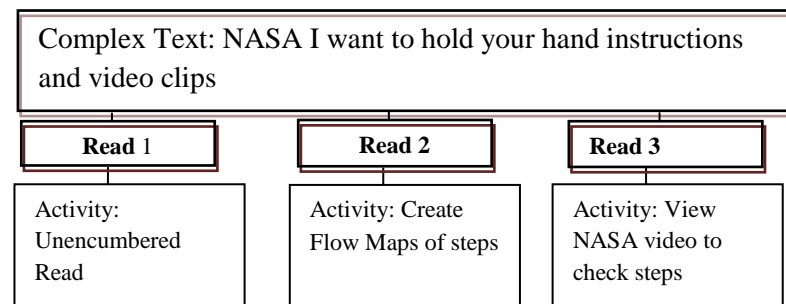 Complex Text: NASA I want to hold your hand instructions
and video clips
Read 1
Read 2
Read 3
Activity:
Unencumbered
Read
Activity: Create
Flow Maps of steps
Activity: View
NASA video to
check steps